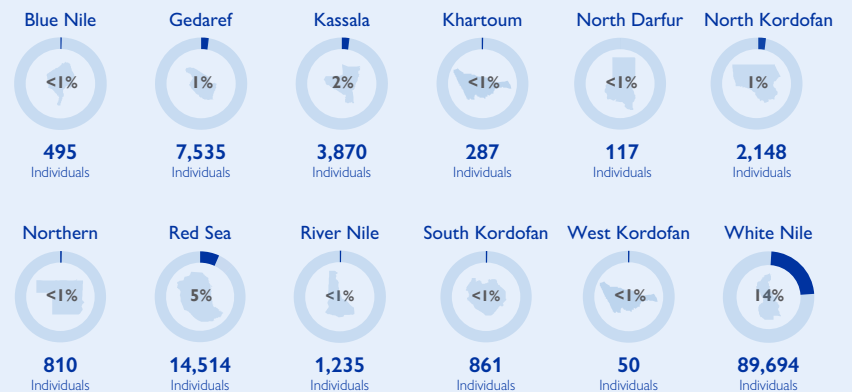 Blue Nile Gedaref Kassala Khartoum North Darfur North Kordofan
<1% 1% 2% <1% <1% 1%
495 7,535 3,870 287 117 2,148
Individuals Individuals Individuals Individuals Individuals Individuals
Northern Red Sea River Nile South Kordofan West Kordofan White Nile
<1% 5% <1% <1% <1% 14%
810 14,514 1,235 861 50 89,694
Individuals Individuals Individuals Individuals Individuals Individuals